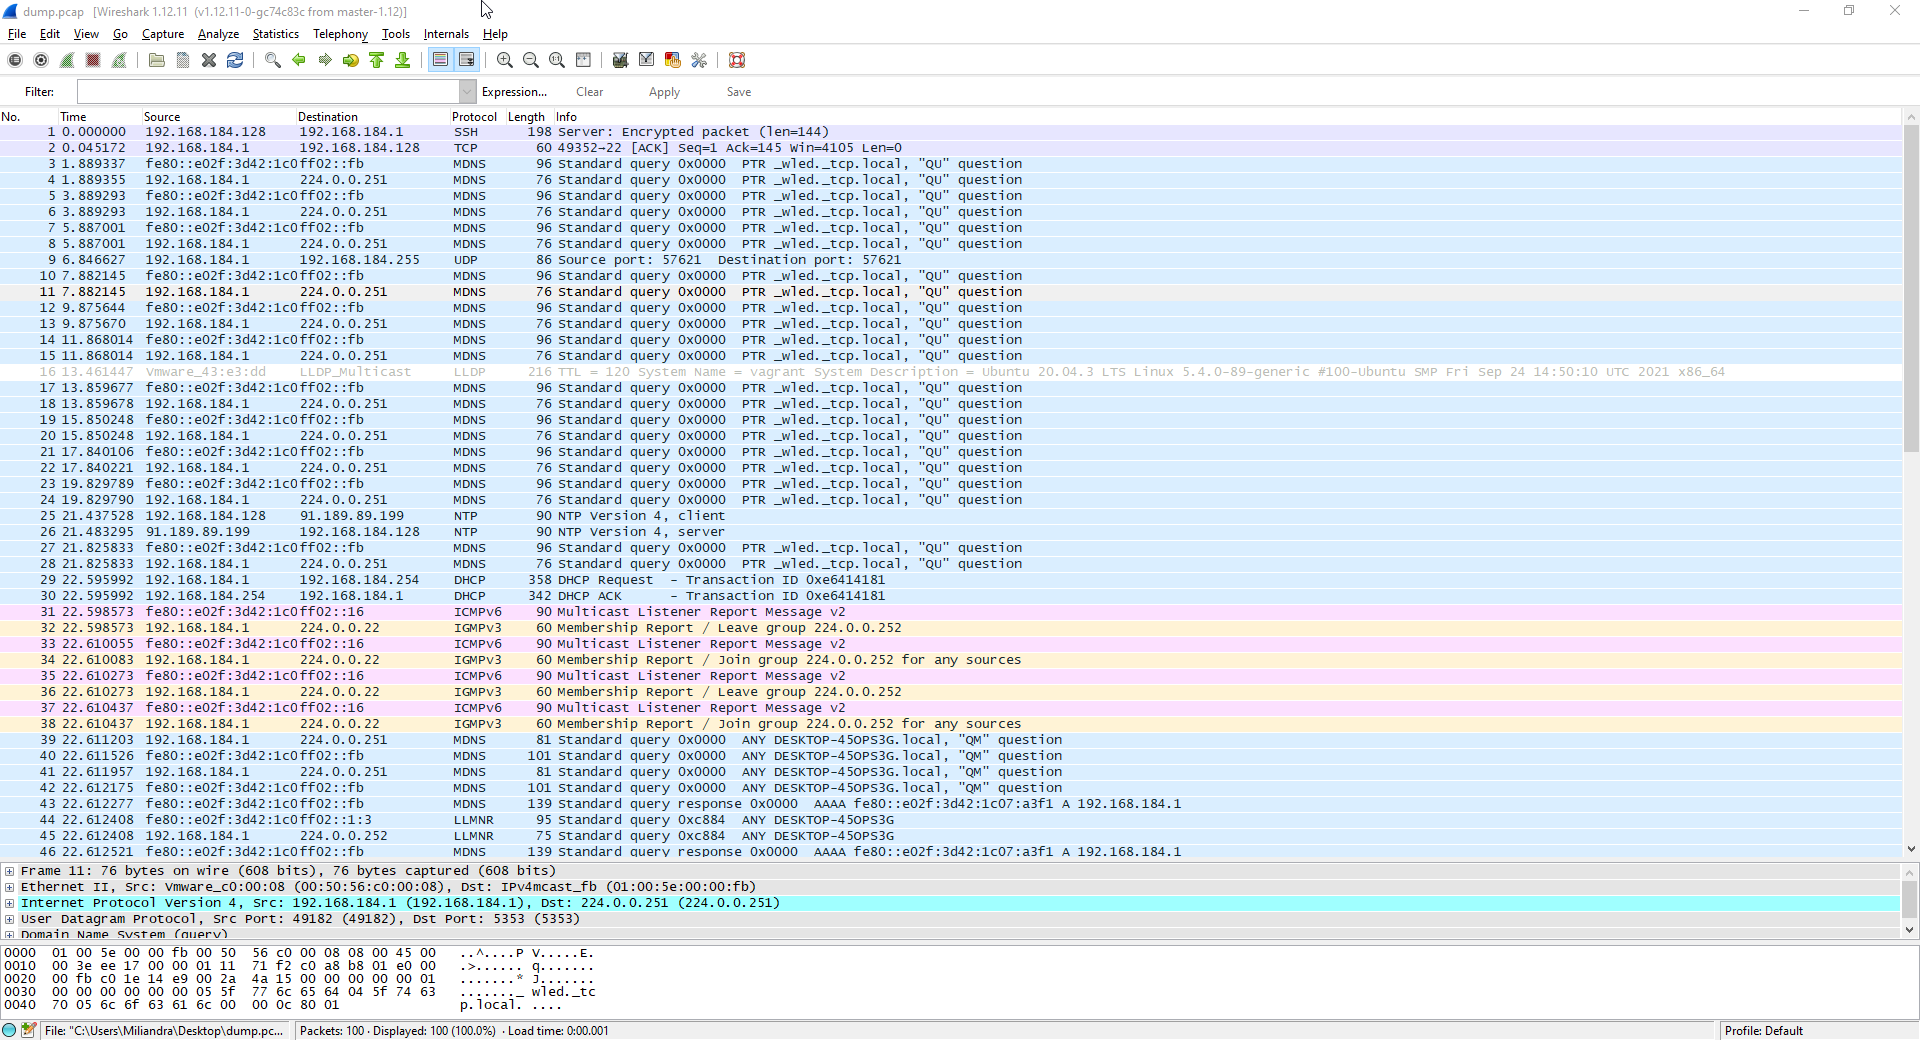 dump.pcap   [Wireshark 1.12.11  (v1.12.11-0-gc74c83c from master-1.12)]
File Edit View Go Capture Analyze Statistics Telephony Tools Internals Help
Filter: Expression... Clear Apply Save
No. Time Source Destination Protocol Length Info
1 0.000000 192.168.184.128 192.168.184.1 SSH 198 Server: Encrypted packet (len=144)
2 0.045172 192.168.184.1 192.168.184.128 TCP 60 49352→22 [ACK] Seq=1 Ack=145 Win=4105 Len=0
3 1.889337 fe80::e02f:3d42:1c0 ff02::fb MDNS 96 Standard query 0x0000  PTR _wled._tcp.local, "QU" question
4 1.889355 192.168.184.1 224.0.0.251 MDNS 76 Standard query 0x0000  PTR _wled._tcp.local, "QU" question
5 3.889293 fe80::e02f:3d42:1c0 ff02::fb MDNS 96 Standard query 0x0000  PTR _wled._tcp.local, "QU" question
6 3.889293 192.168.184.1 224.0.0.251 MDNS 76 Standard query 0x0000  PTR _wled._tcp.local, "QU" question
7 5.887001 fe80::e02f:3d42:1c0 ff02::fb MDNS 96 Standard query 0x0000  PTR _wled._tcp.local, "QU" question
8 5.887001 192.168.184.1 224.0.0.251 MDNS 76 Standard query 0x0000  PTR _wled._tcp.local, "QU" question
9 6.846627 192.168.184.1 192.168.184.255 UDP 86 Source port: 57621  Destination port: 57621
10 7.882145 fe80::e02f:3d42:1c0 ff02::fb MDNS 96 Standard query 0x0000  PTR _wled._tcp.local, "QU" question
11 7.882145 192.168.184.1 224.0.0.251 MDNS 76 Standard query 0x0000  PTR _wled._tcp.local, "QU" question
12 9.875644 fe80::e02f:3d42:1c0 ff02::fb MDNS 96 Standard query 0x0000  PTR _wled._tcp.local, "QU" question
13 9.875670 192.168.184.1 224.0.0.251 MDNS 76 Standard query 0x0000  PTR _wled._tcp.local, "QU" question
14 11.868014 fe80::e02f:3d42:1c0 ff02::fb MDNS 96 Standard query 0x0000  PTR _wled._tcp.local, "QU" question
15 11.868014 192.168.184.1 224.0.0.251 MDNS 76 Standard query 0x0000  PTR _wled._tcp.local, "QU" question
16 13.461447 Vmware_43:e3:dd LLDP_Multicast LLDP 216 TTL = 120 System Name = vagrant System Description = Ubuntu 20.04.3 LTS Linux 5.4.0-89-generic #100-Ubuntu SMP Fri Sep 24 14:50:10 UTC 2021 x86_64
17 13.859677 fe80::e02f:3d42:1c0 ff02::fb MDNS 96 Standard query 0x0000  PTR _wled._tcp.local, "QU" question
18 13.859678 192.168.184.1 224.0.0.251 MDNS 76 Standard query 0x0000  PTR _wled._tcp.local, "QU" question
19 15.850248 fe80::e02f:3d42:1c0 ff02::fb MDNS 96 Standard query 0x0000  PTR _wled._tcp.local, "QU" question
20 15.850248 192.168.184.1 224.0.0.251 MDNS 76 Standard query 0x0000  PTR _wled._tcp.local, "QU" question
21 17.840106 fe80::e02f:3d42:1c0 ff02::fb MDNS 96 Standard query 0x0000  PTR _wled._tcp.local, "QU" question
22 17.840221 192.168.184.1 224.0.0.251 MDNS 76 Standard query 0x0000  PTR _wled._tcp.local, "QU" question
23 19.829789 fe80::e02f:3d42:1c0 ff02::fb MDNS 96 Standard query 0x0000  PTR _wled._tcp.local, "QU" question
24 19.829790 192.168.184.1 224.0.0.251 MDNS 76 Standard query 0x0000  PTR _wled._tcp.local, "QU" question
25 21.437528 192.168.184.128 91.189.89.199 NTP 90 NTP Version 4, client
26 21.483295 91.189.89.199 192.168.184.128 NTP 90 NTP Version 4, server
27 21.825833 fe80::e02f:3d42:1c0 ff02::fb MDNS 96 Standard query 0x0000  PTR _wled._tcp.local, "QU" question
28 21.825833 192.168.184.1 224.0.0.251 MDNS 76 Standard query 0x0000  PTR _wled._tcp.local, "QU" question
29 22.595992 192.168.184.1 192.168.184.254 DHCP 358 DHCP Request  - Transaction ID 0xe6414181
30 22.595992 192.168.184.254 192.168.184.1 DHCP 342 DHCP ACK      - Transaction ID 0xe6414181
31 22.598573 fe80::e02f:3d42:1c0 ff02::16 ICMPv6 90 Multicast Listener Report Message v2
32 22.598573 192.168.184.1 224.0.0.22 IGMPv3 60 Membership Report / Leave group 224.0.0.252
33 22.610055 fe80::e02f:3d42:1c0 ff02::16 ICMPv6 90 Multicast Listener Report Message v2
34 22.610083 192.168.184.1 224.0.0.22 IGMPv3 60 Membership Report / Join group 224.0.0.252 for any sources
35 22.610273 fe80::e02f:3d42:1c0 ff02::16 ICMPv6 90 Multicast Listener Report Message v2
36 22.610273 192.168.184.1 224.0.0.22 IGMPv3 60 Membership Report / Leave group 224.0.0.252
37 22.610437 fe80::e02f:3d42:1c0 ff02::16 ICMPv6 90 Multicast Listener Report Message v2
38 22.610437 192.168.184.1 224.0.0.22 IGMPv3 60 Membership Report / Join group 224.0.0.252 for any sources
39 22.611203 192.168.184.1 224.0.0.251 MDNS 81 Standard query 0x0000  ANY DESKTOP-45OPS3G.local, "QM" question
40 22.611526 fe80::e02f:3d42:1c0 ff02::fb MDNS 101 Standard query 0x0000  ANY DESKTOP-45OPS3G.local, "QM" question
41 22.611957 192.168.184.1 224.0.0.251 MDNS 81 Standard query 0x0000  ANY DESKTOP-45OPS3G.local, "QM" question
42 22.612175 fe80::e02f:3d42:1c0 ff02::fb MDNS 101 Standard query 0x0000  ANY DESKTOP-45OPS3G.local, "QM" question
43 22.612277 fe80::e02f:3d42:1c0 ff02::fb MDNS 139 Standard query response 0x0000  AAAA fe80::e02f:3d42:1c07:a3f1 A 192.168.184.1
44 22.612408 fe80::e02f:3d42:1c0 ff02::1:3 LLMNR 95 Standard query 0xc884  ANY DESKTOP-45OPS3G
45 22.612408 192.168.184.1 224.0.0.252 LLMNR 75 Standard query 0xc884  ANY DESKTOP-45OPS3G
46 22.612521 fe80::e02f:3d42:1c0 ff02::fb MDNS 139 Standard query response 0x0000  AAAA fe80::e02f:3d42:1c07:a3f1 A 192.168.184.1
Frame 11: 76 bytes on wire (608 bits), 76 bytes captured (608 bits)
Ethernet II, Src: Vmware_c0:00:08 (00:50:56:c0:00:08), Dst: IPv4mcast_fb (01:00:5e:00:00:fb)
Internet Protocol Version 4, Src: 192.168.184.1 (192.168.184.1), Dst: 224.0.0.251 (224.0.0.251)
User Datagram Protocol, Src Port: 49182 (49182), Dst Port: 5353 (5353)
Domain Name System (query)
0000  01 00 5e 00 00 fb 00 50  56 c0 00 08 08 00 45 00   ..^....P V.....E.
0010  00 3e ee 17 00 00 01 11  71 f2 c0 a8 b8 01 e0 00   .>...... q.......
0020  00 fb c0 1e 14 e9 00 2a  4a 15 00 00 00 00 00 01   .......* J.......
0030  00 00 00 00 00 00 05 5f  77 6c 65 64 04 5f 74 63   ......._ wled._tc
0040  70 05 6c 6f 63 61 6c 00  00 0c 80 01   p.local. ....
File: "C:\Users\Miliandra\Desktop\dump.pc... Packets: 100 · Displayed: 100 (100.0%)  · Load time: 0:00.001 Profile: Default